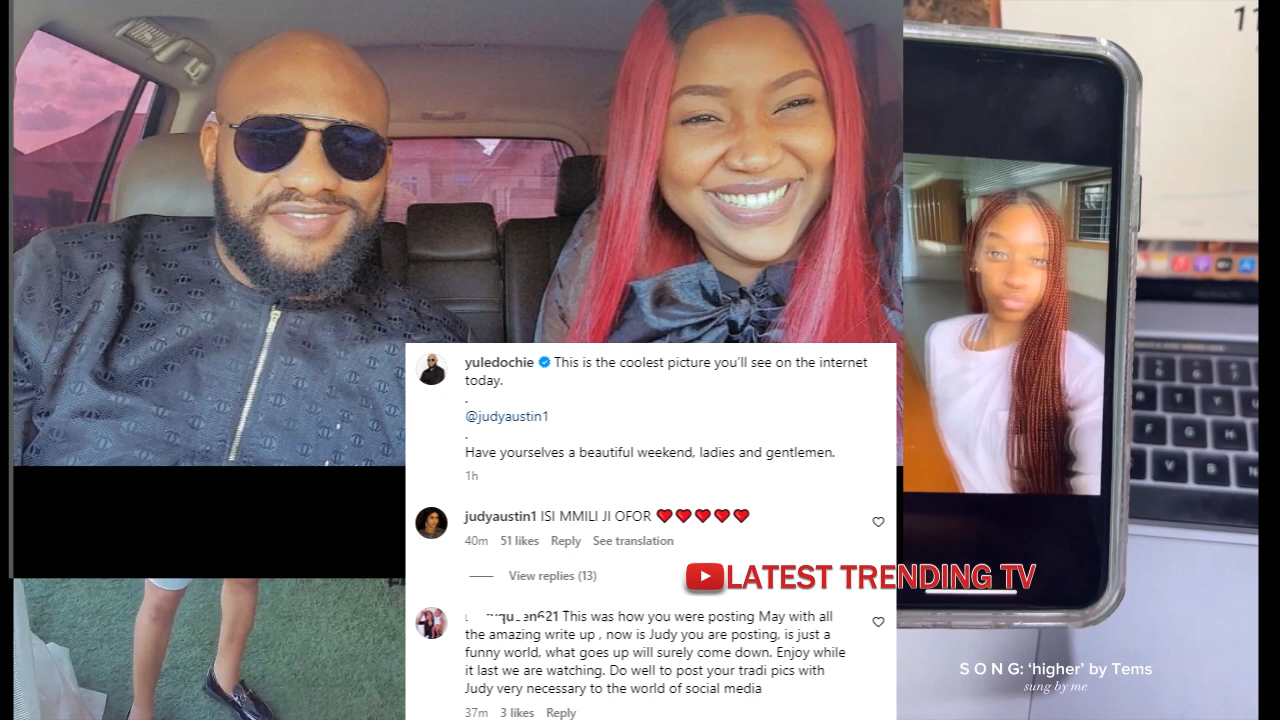 yuledochie This is the coolest picture you'll see on the internet
today.
.
@judyaustin1
.
Have yourselves a beautiful weekend, ladies and gentlemen.
1h
judyaustin1 ISI MMILI JI OFOR ❤❤❤❤❤
40m 51 likes Reply See translation
View replies (13)
This was how you were posting May with all
the amazing write up , now is Judy you are posting, is just a
funny world, what goes up will surely come down. Enjoy while
it last we are watching. Do well to post your tradi pics with
Judy very necessary to the world of social media
37m 3 likes Reply
LATEST TRENDING TV
11
S O N G: ‘higher’ by Tems
sung by me